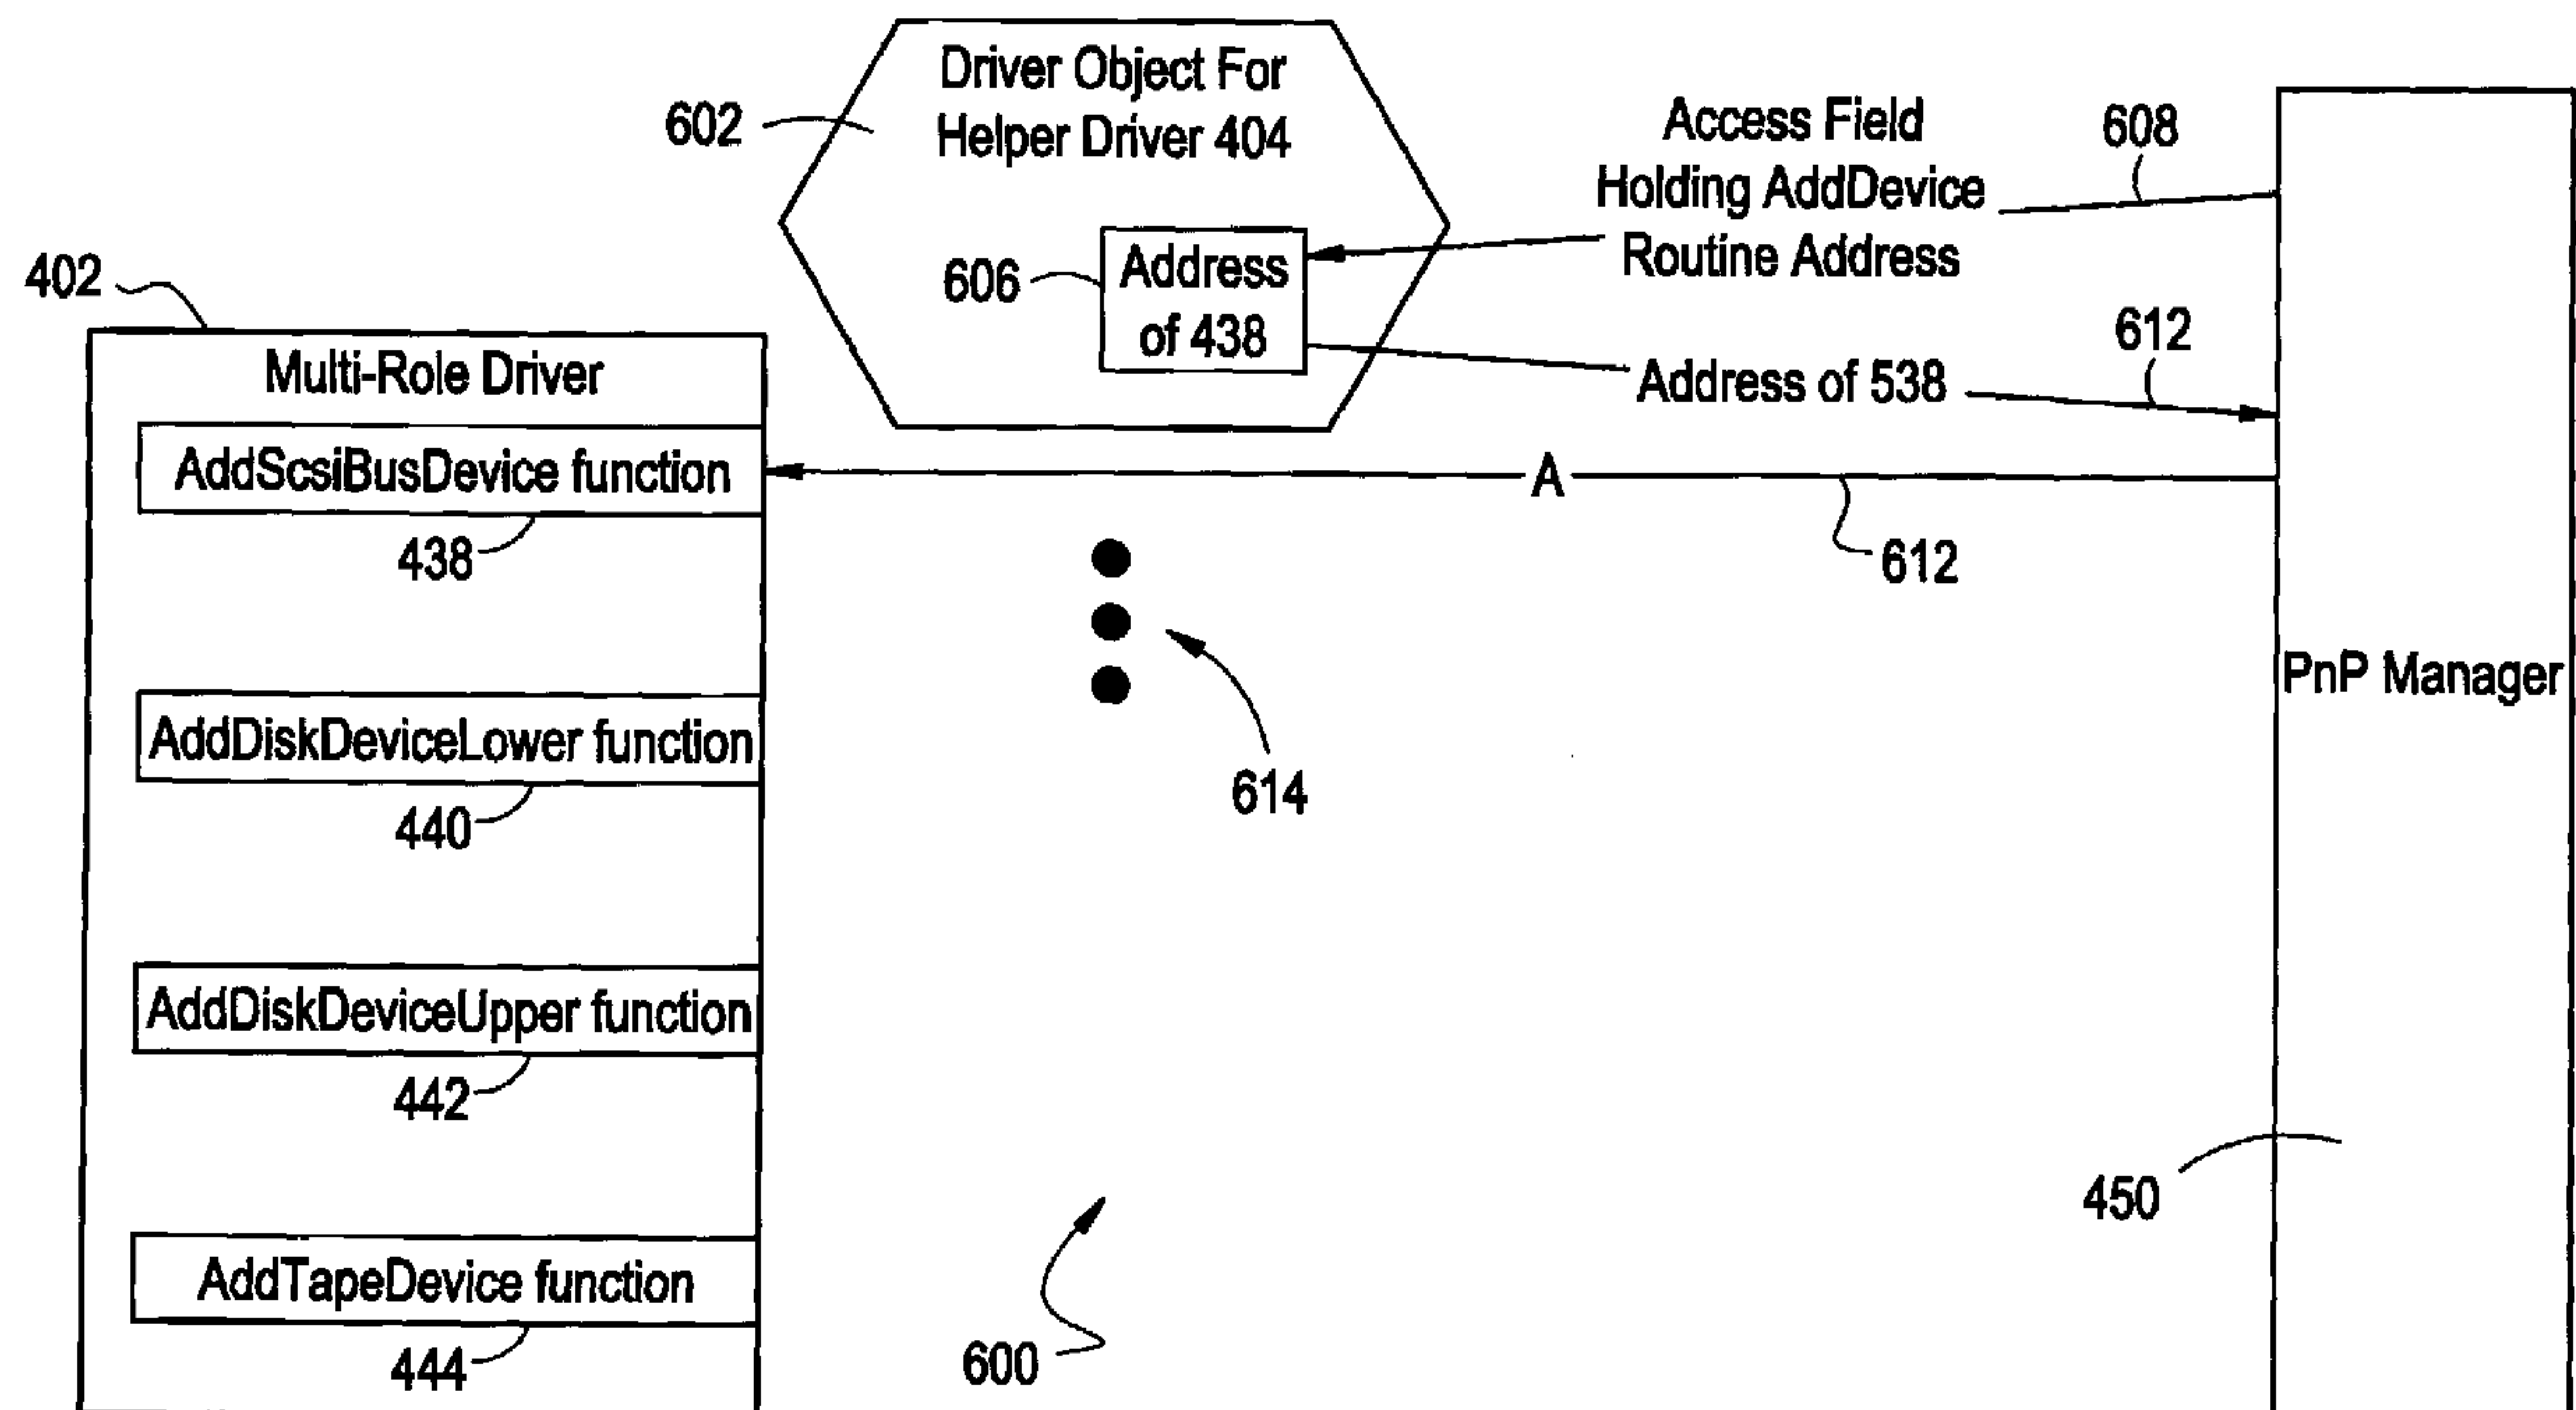 Driver Object For
Helper Driver 404
602
Access Field
Holding AddDevice
Routine Address
608
606
Address
of 438
402
612
Address of 538
Multi-Role Driver
AddScsiBusDevice function
A
438
612
PnP Manager
AddDiskDeviceLower function
614
440
AddDiskDeviceUpper function
442
450
AddTapeDevice function
600
444